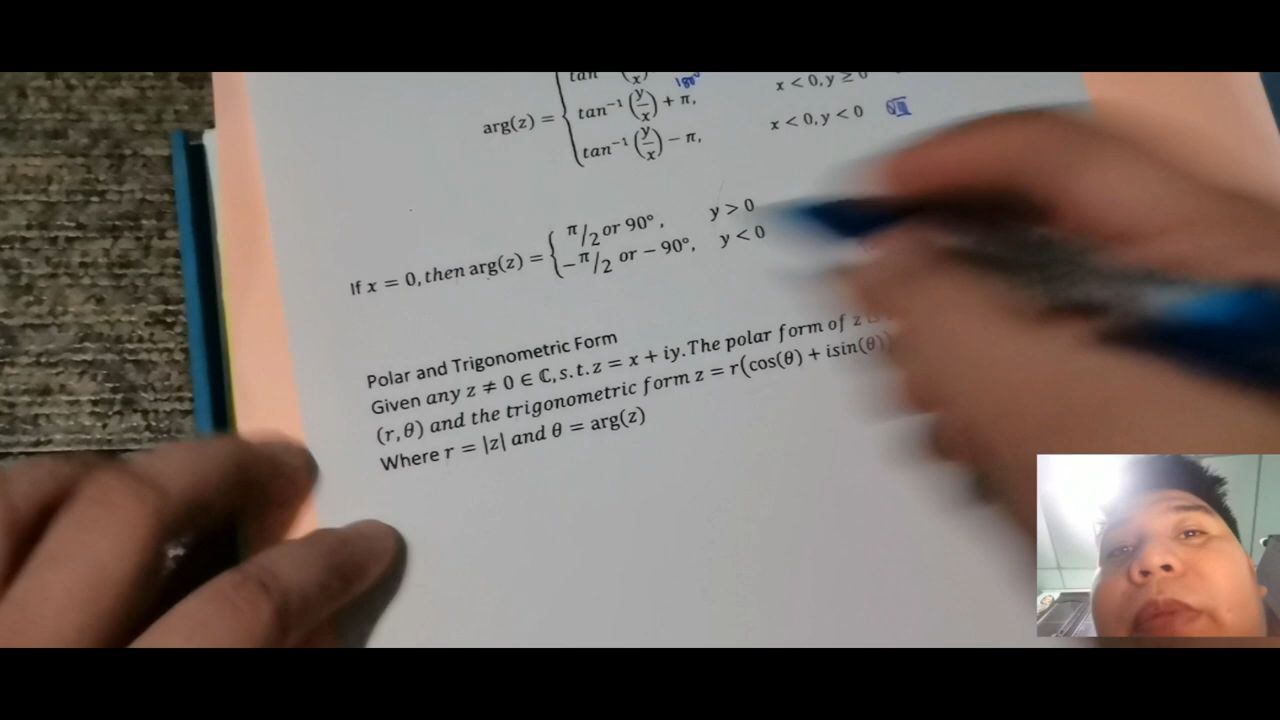 tan (y/x)
180°
x < 0, y ≥ 0
arg(z) = { tan⁻¹(y/x) + π,
x < 0, y < 0
tan⁻¹(y/x) − π,
If x = 0, then arg(z) = { π/2 or 90°, y > 0
−π/2 or − 90°, y < 0
Polar and Trigonometric Form
Given any z ≠ 0 ∈ ℂ, s.t. z = x + iy. The polar form of z
(r, θ) and the trigonometric form z = r(cos(θ) + isin(θ))
Where r = |z| and θ = arg(z)